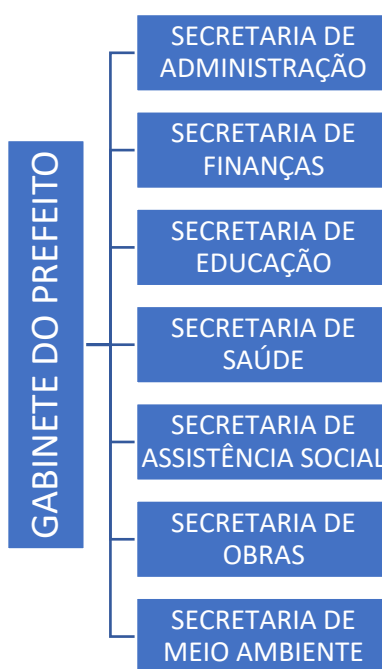 GABINETE DO PREFEITO
SECRETARIA DE
ADMINISTRAÇÃO
SECRETARIA DE
FINANÇAS
SECRETARIA DE
EDUCAÇÃO
SECRETARIA DE
SAÚDE
SECRETARIA DE
ASSISTÊNCIA SOCIAL
SECRETARIA DE
OBRAS
SECRETARIA DE
MEIO AMBIENTE